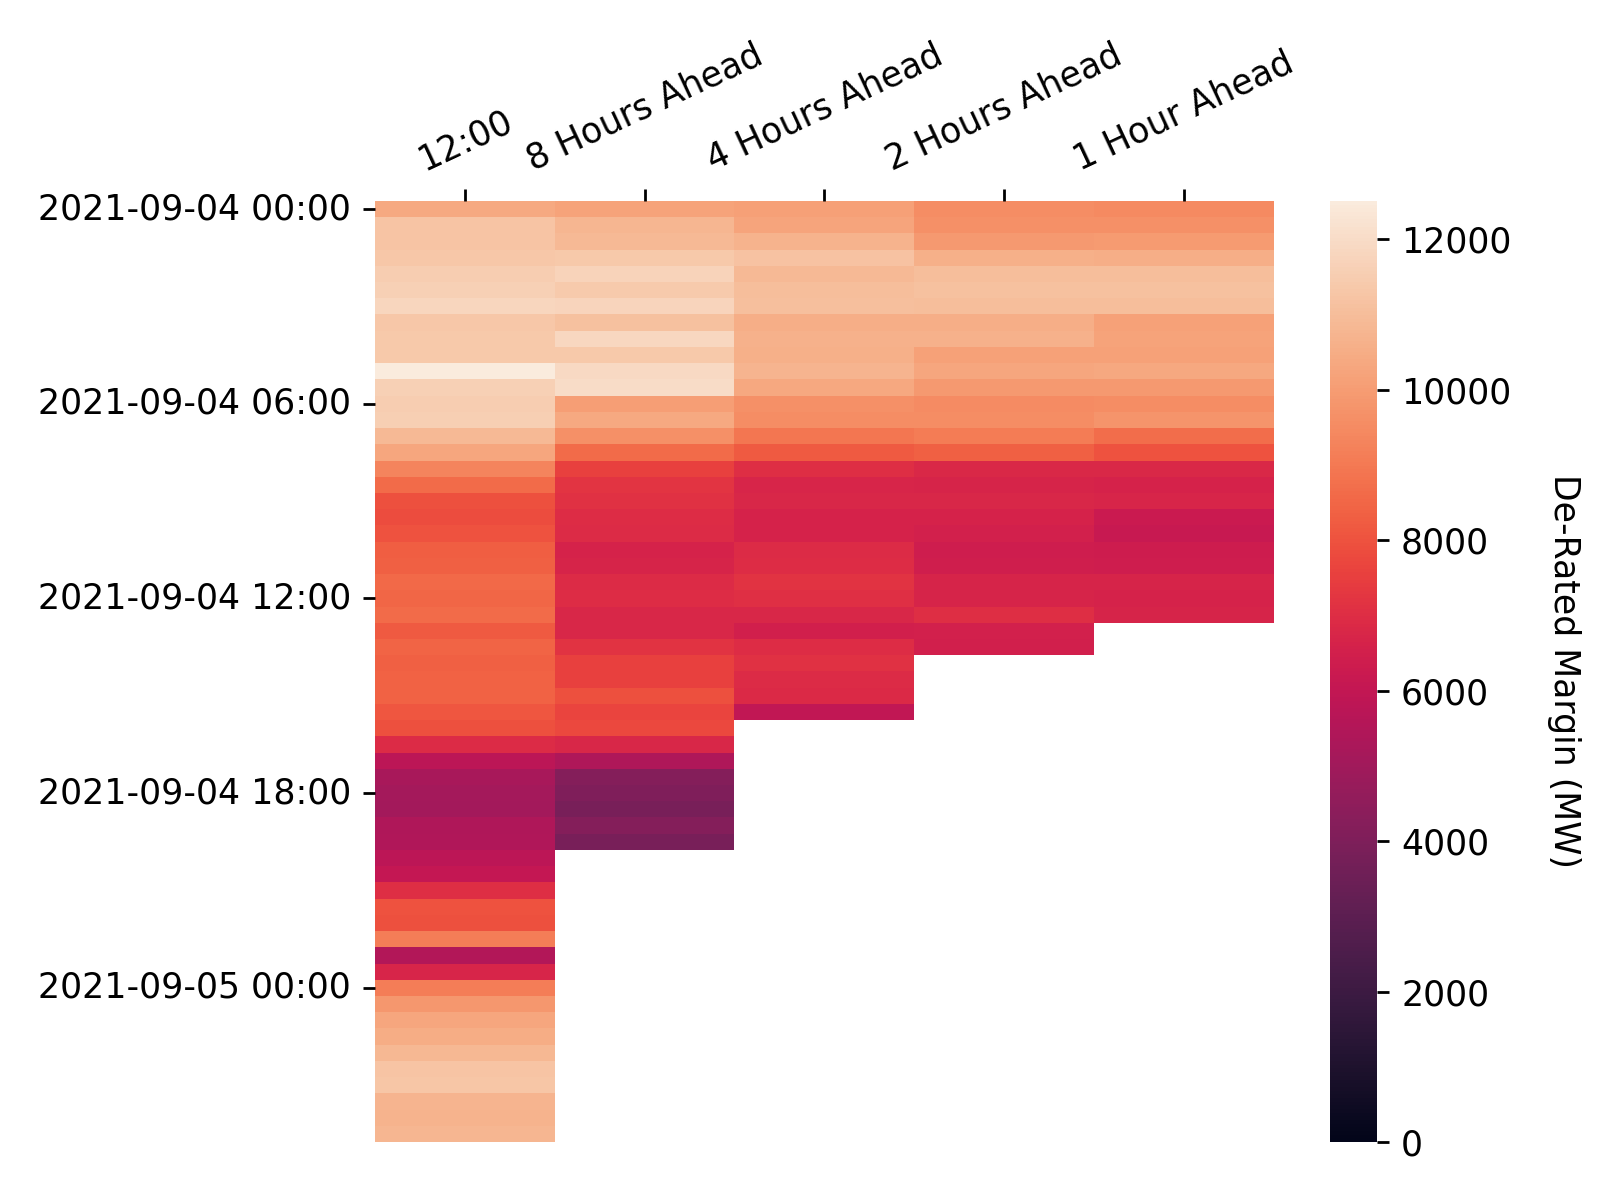 12:00
8 Hours Ahead
4 Hours Ahead
2 Hours Ahead
1 Hour Ahead
2021-09-04 00:00
2021-09-04 06:00
2021-09-04 12:00
2021-09-04 18:00
2021-09-05 00:00
12000
10000
8000
6000
4000
2000
0
De-Rated Margin (MW)